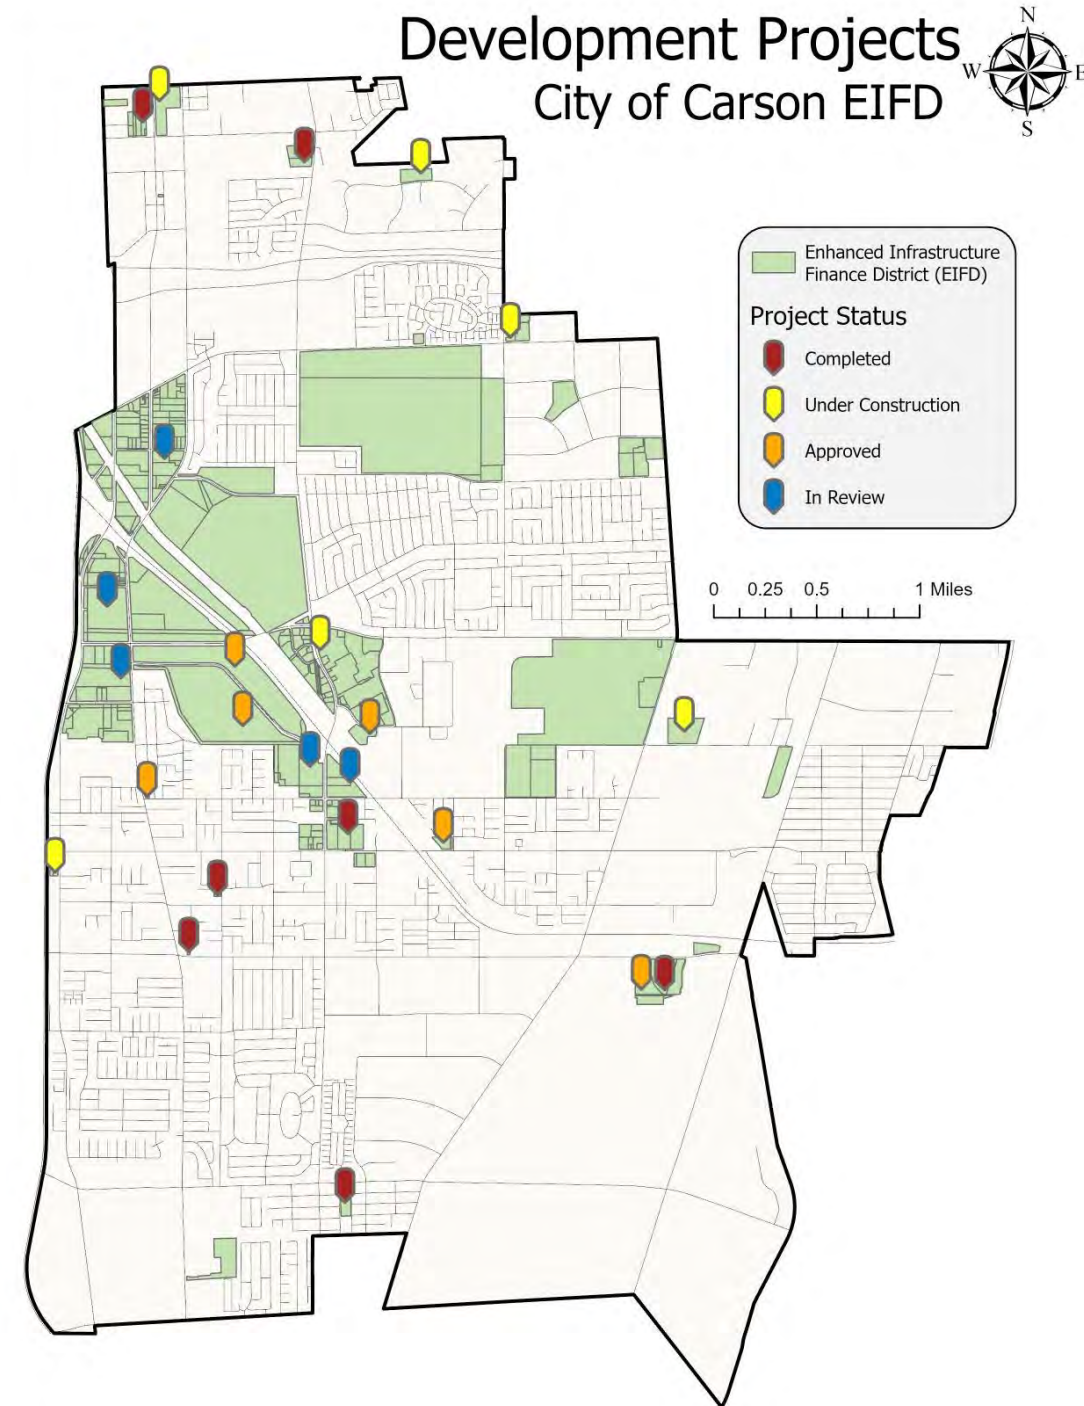 Development Projects
City of Carson EIFD
N
W E
S
Enhanced Infrastructure
Finance District (EIFD)
Project Status
Completed
Under Construction
Approved
In Review
0 0.25 0.5 1 Miles